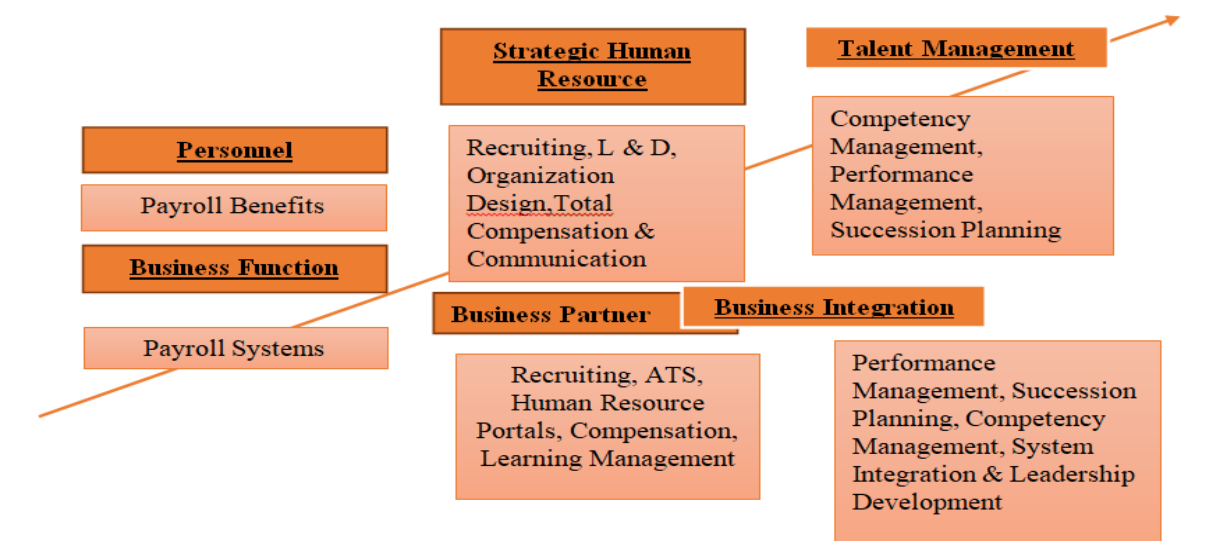 Personnel
Payroll Benefits
Business Function
Payroll Systems
Strategic Human
Resource
Recruiting, L & D,
Organization
Design,Total
Compensation &
Communication
Business Partner
Recruiting, ATS,
Human Resource
Portals, Compensation,
Learning Management
Talent Management
Competency
Management,
Performance
Management,
Succession Planning
Business Integration
Performance
Management, Succession
Planning, Competency
Management, System
Integration & Leadership
Development